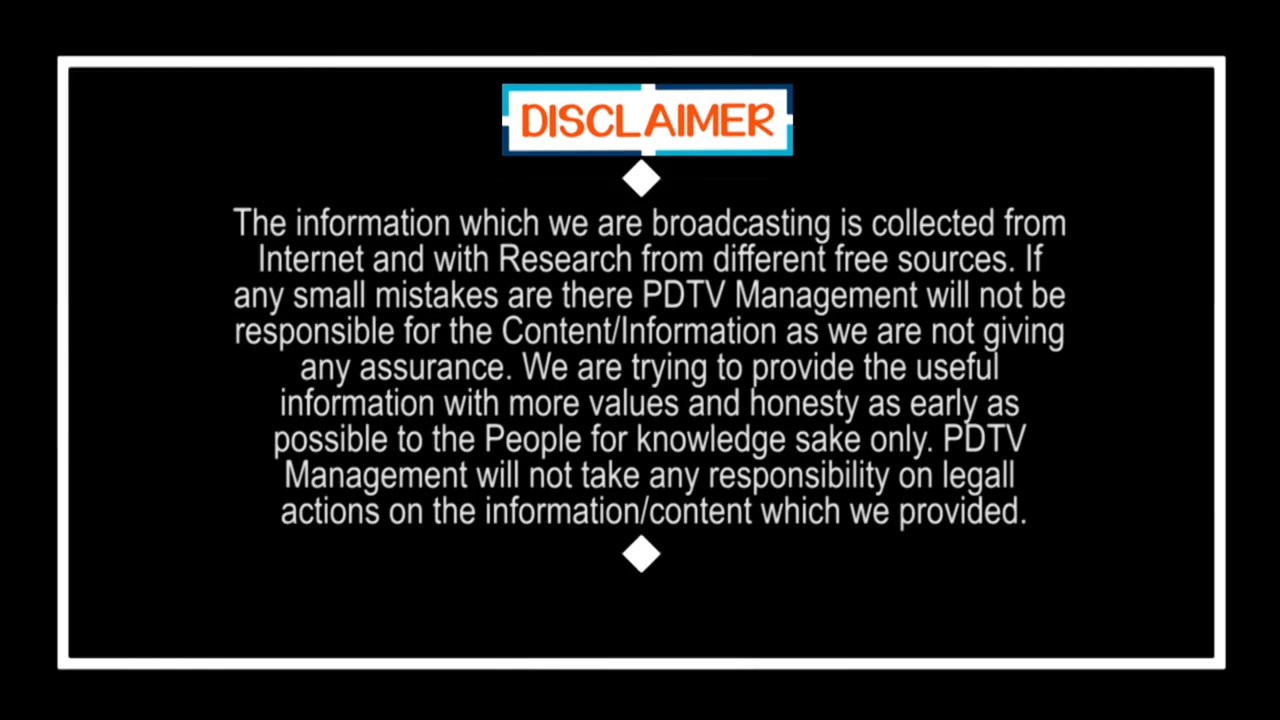 DISCLAIMER
The information which we are broadcasting is collected from
Internet and with Research from different free sources. If
any small mistakes are there PDTV Management will not be
responsible for the Content/Information as we are not giving
any assurance. We are trying to provide the useful
information with more values and honesty as early as
possible to the People for knowledge sake only. PDTV
Management will not take any responsibility on legall
actions on the information/content which we provided.